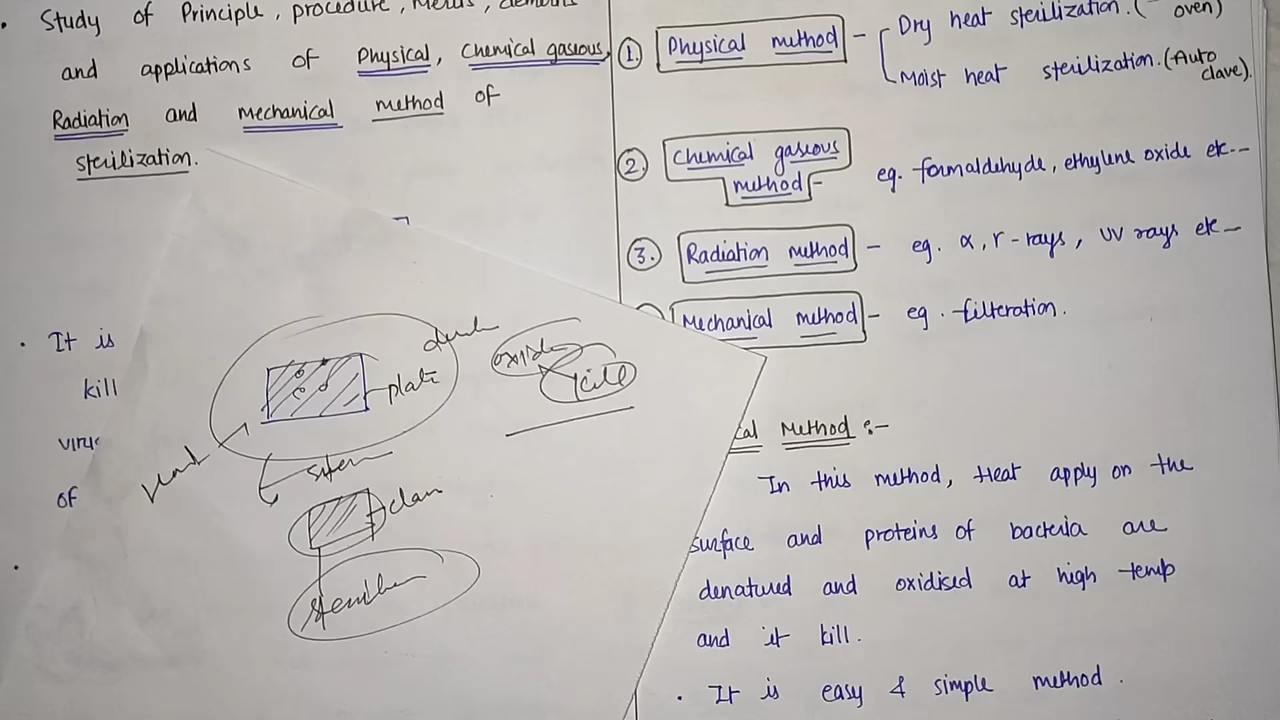 • Study of Principle, procedure, merits, demerits
and applications of Physical, Chemical gaseous,
Radiation and mechanical method of
sterilization.
• It is
kill
of
plate
oxide
kill
① Physical method - Dry heat sterilization. ( oven)
Moist heat sterilization. (Auto clave).
②. Chemical gaseous method - eg. formaldehyde, ethylene oxide etc--
③. Radiation method - eg. α, r-rays, UV rays etc-
Mechanical method - eg. filteration.
cal Method :-
In this method, Heat apply on the
surface and proteins of bacteria are
denatured and oxidised at high temp
and it kill.
• It is easy & simple method.